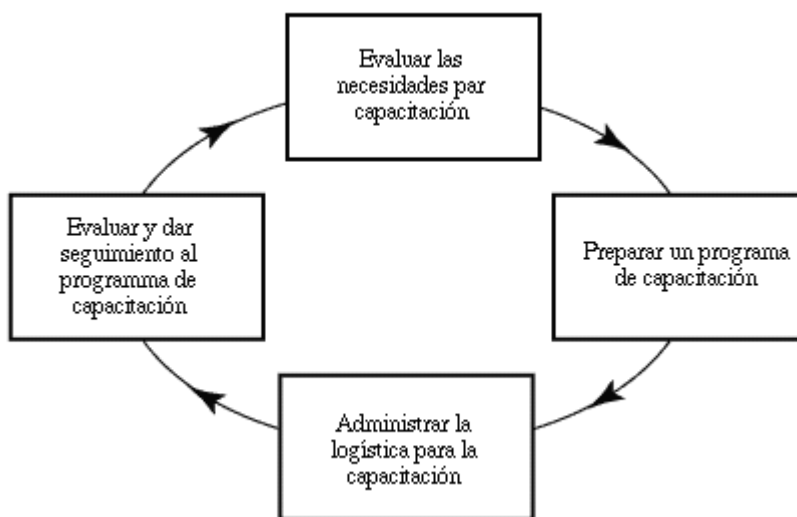 Evaluar las
necesidades par
capacitación
Evaluar y dar
seguimiento al
programma de
capacitación
Preparar un programa
de capacitación
Administrar la
logística para la
capacitación